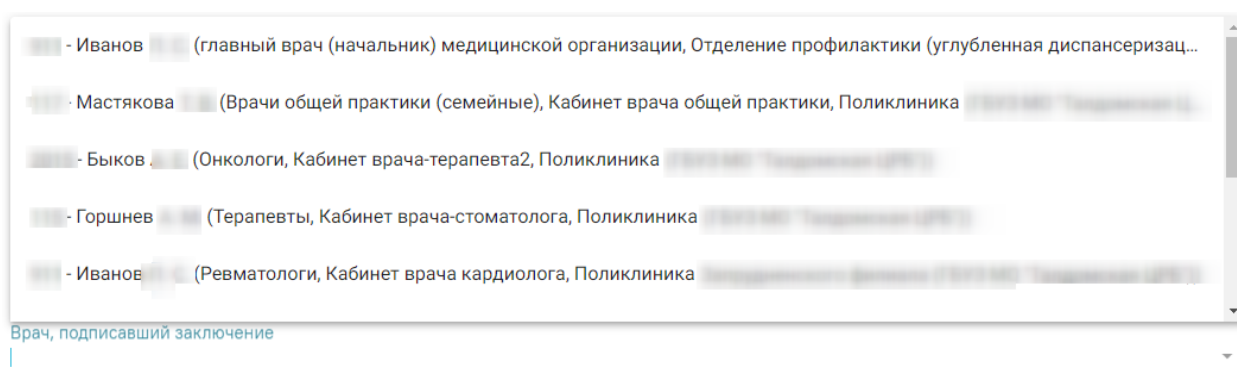 - Иванов (главный врач (начальник) медицинской организации, Отделение профилактики (углубленная диспансеризац...
- Мастякова (Врачи общей практики (семейные), Кабинет врача общей практики, Поликлиника
- Быков (Онкологи, Кабинет врача-терапевта2, Поликлиника
- Горшнев (Терапевты, Кабинет врача-стоматолога, Поликлиника
- Иванов (Ревматологи, Кабинет врача кардиолога, Поликлиника
Врач, подписавший заключение